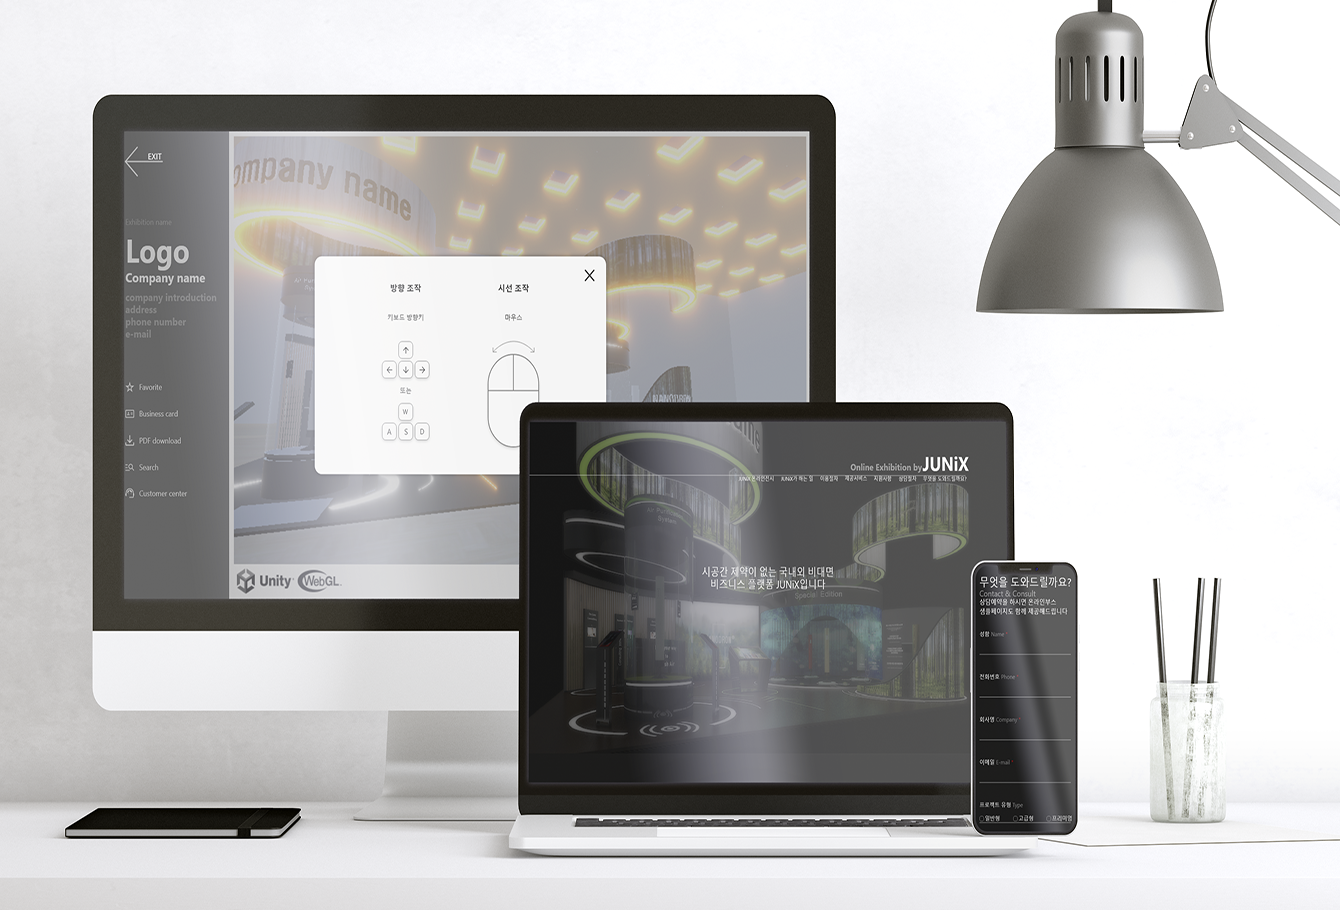 EXIT
ompany name
Exhibition name
Logo
Company name
company introduction
address
phone number
e-mail
Favorite
Business card
PDF download
Search
Customer center
방향 조작
키보드 방향키
또는
W
A S D
시선 조작
마우스
X
Unity WebGL
Online Exhibition by JUNiX
JUNiX 온라인전시 JUNiX가 하는 일 이용절차 제공서비스 지원사항 상담절차 무엇을 도와드릴까요?
시공간 제약이 없는 국내외 비대면
비즈니스 플랫폼 JUNiX입니다
Special Edition
무엇을 도와드릴까요?
Contact & Consult
상담예약을 하시면 온라인부스
샘플페이지도 함께 제공해드립니다
성함 Name
전화번호 Phone
회사명 Company
이메일 E-mail
프로젝트 유형 Type
일반형 고급형 프리미엄